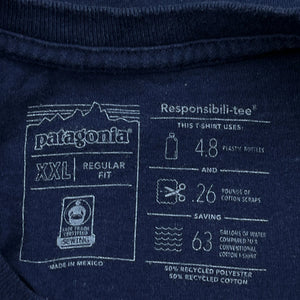 patagonia®
XXL REGULAR FIT
FAIR TRADE
CERTIFIED
SEWING
MADE IN MEXICO
Responsibili-tee®
THIS T-SHIRT USES:
4.8 PLASTIC BOTTLES
AND
.26 POUNDS OF
COTTON SCRAPS
SAVING
63 GALLONS OF WATER
COMPARED TO A
CONVENTIONAL
COTTON T-SHIRT
50% RECYCLED POLYESTER
50% RECYCLED COTTON